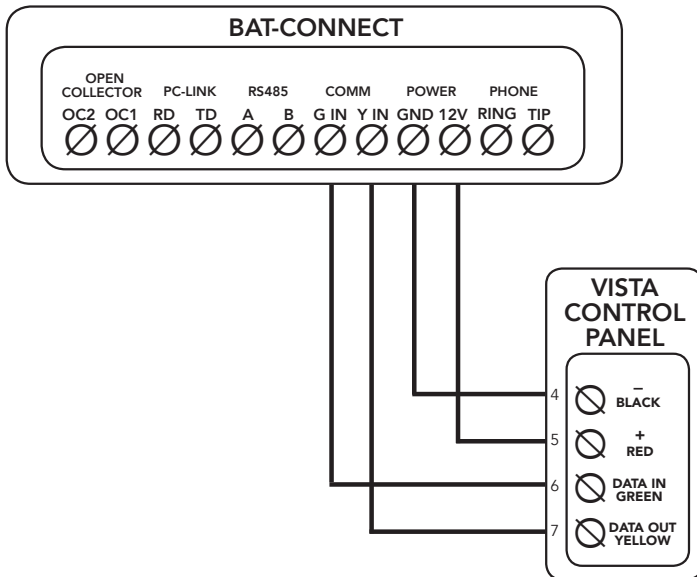 BAT-CONNECT
OPEN
COLLECTOR PC-LINK RS485 COMM POWER PHONE
OC2 OC1 RD TD A B G IN Y IN GND 12V RING TIP
VISTA
CONTROL
PANEL
4 –
BLACK
5 +
RED
6 DATA IN
GREEN
7 DATA OUT
YELLOW